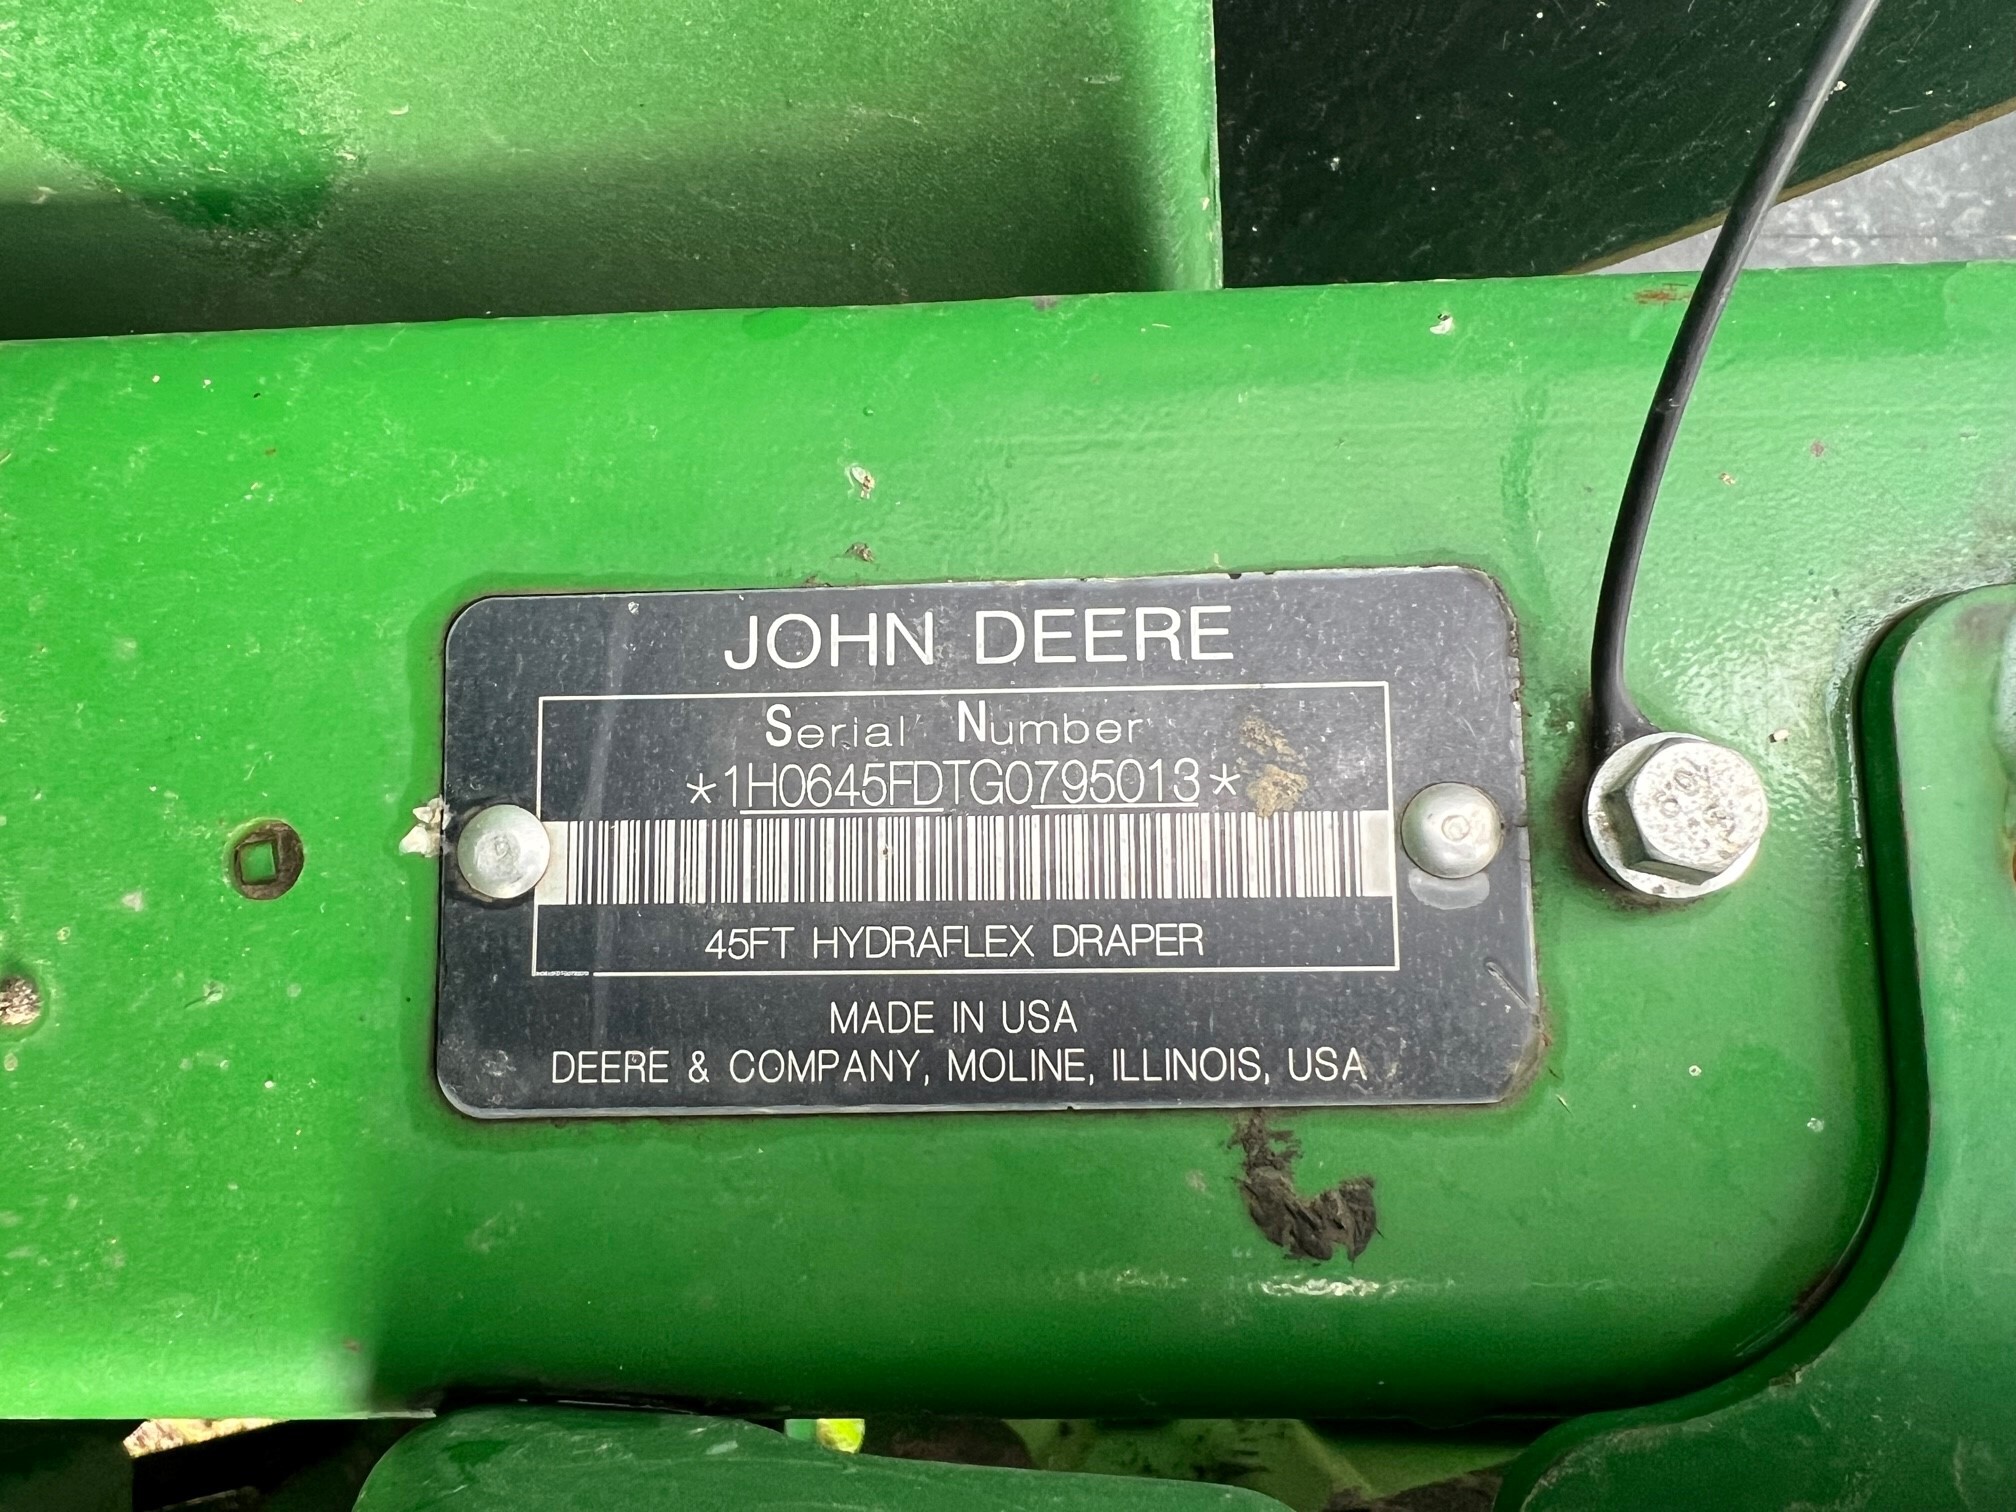 JOHN DEERE
Serial Number
*1H0645FDTG0795013*
45FT HYDRAFLEX DRAPER
MADE IN USA
DEERE & COMPANY, MOLINE, ILLINOIS, USA